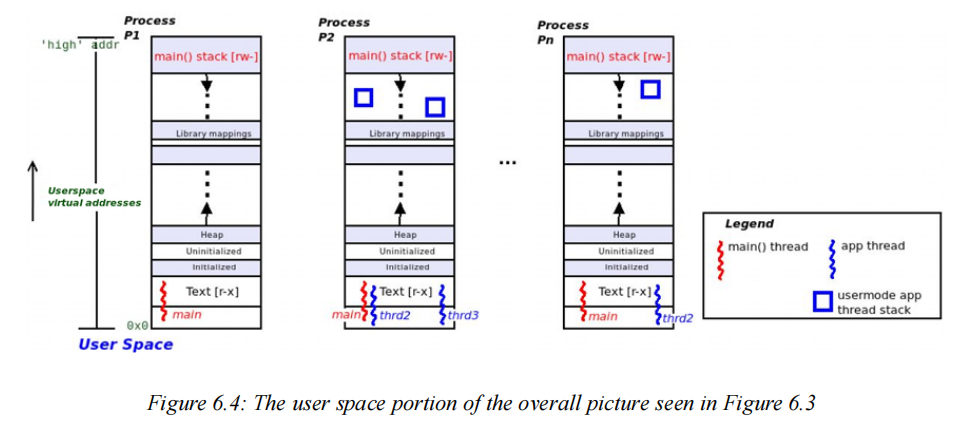 Process
P1
Process
P2
Process
Pn
'high' addr
main() stack [rw-]
main() stack [rw-]
main() stack [rw-]
Library mappings
Library mappings
Library mappings
...
Userspace
virtual addresses
Heap
Heap
Heap
Uninitialized
Uninitialized
Uninitialized
Initialized
Initialized
Initialized
Text [r-x]
Text [r-x]
Text [r-x]
main
main
thrd2
thrd3
main
thrd2
0x0
User Space
Legend
main() thread
app thread
usermode app
thread stack
Figure 6.4: The user space portion of the overall picture seen in Figure 6.3